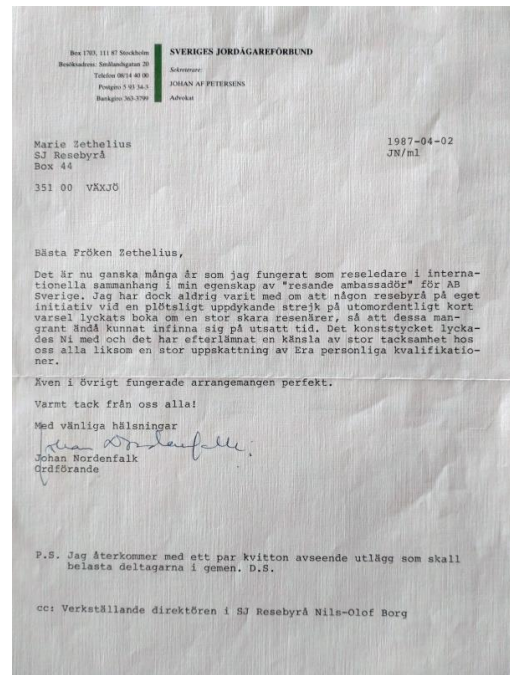 Box 1703, 111 87 Stockholm
Besöksadress: Smålandsgatan 20
Telefon 08/14 40 00
Postgiro 5 93 34-3
Bankgiro 363-3799
SVERIGES JORDÄGAREFÖRBUND
Sekreterare:
JOHAN AF PETERSENS
Advokat
Marie Zethelius
SJ Resebyrå
Box 44
351 00 VÄXJÖ
1987-04-02
JN/ml
Bästa Fröken Zethelius,
Det är nu ganska många år som jag fungerat som reseledare i interna-
tionella sammanhang i min egenskap av "resande ambassadör" för AB
Sverige. Jag har dock aldrig varit med om att någon resebyrå på eget
initiativ vid en plötsligt uppdykande strejk på utomordentligt kort
varsel lyckats boka om en stor skara resenärer, så att dessa man-
grant ändå kunnat infinna sig på utsatt tid. Det konststycket lycka-
des Ni med och det har efterlämnat en känsla av stor tacksamhet hos
oss alla liksom en stor uppskattning av Era personliga kvalifikatio-
ner.
Även i övrigt fungerade arrangemangen perfekt.
Varmt tack från oss alla!
Med vänliga hälsningar
Johan Nordenfalk
Johan Nordenfalk
Ordförande
P.S. Jag återkommer med ett par kvitton avseende utlägg som skall
belasta deltagarna i gemen. D.S.
cc: Verkställande direktören i SJ Resebyrå Nils-Olof Borg